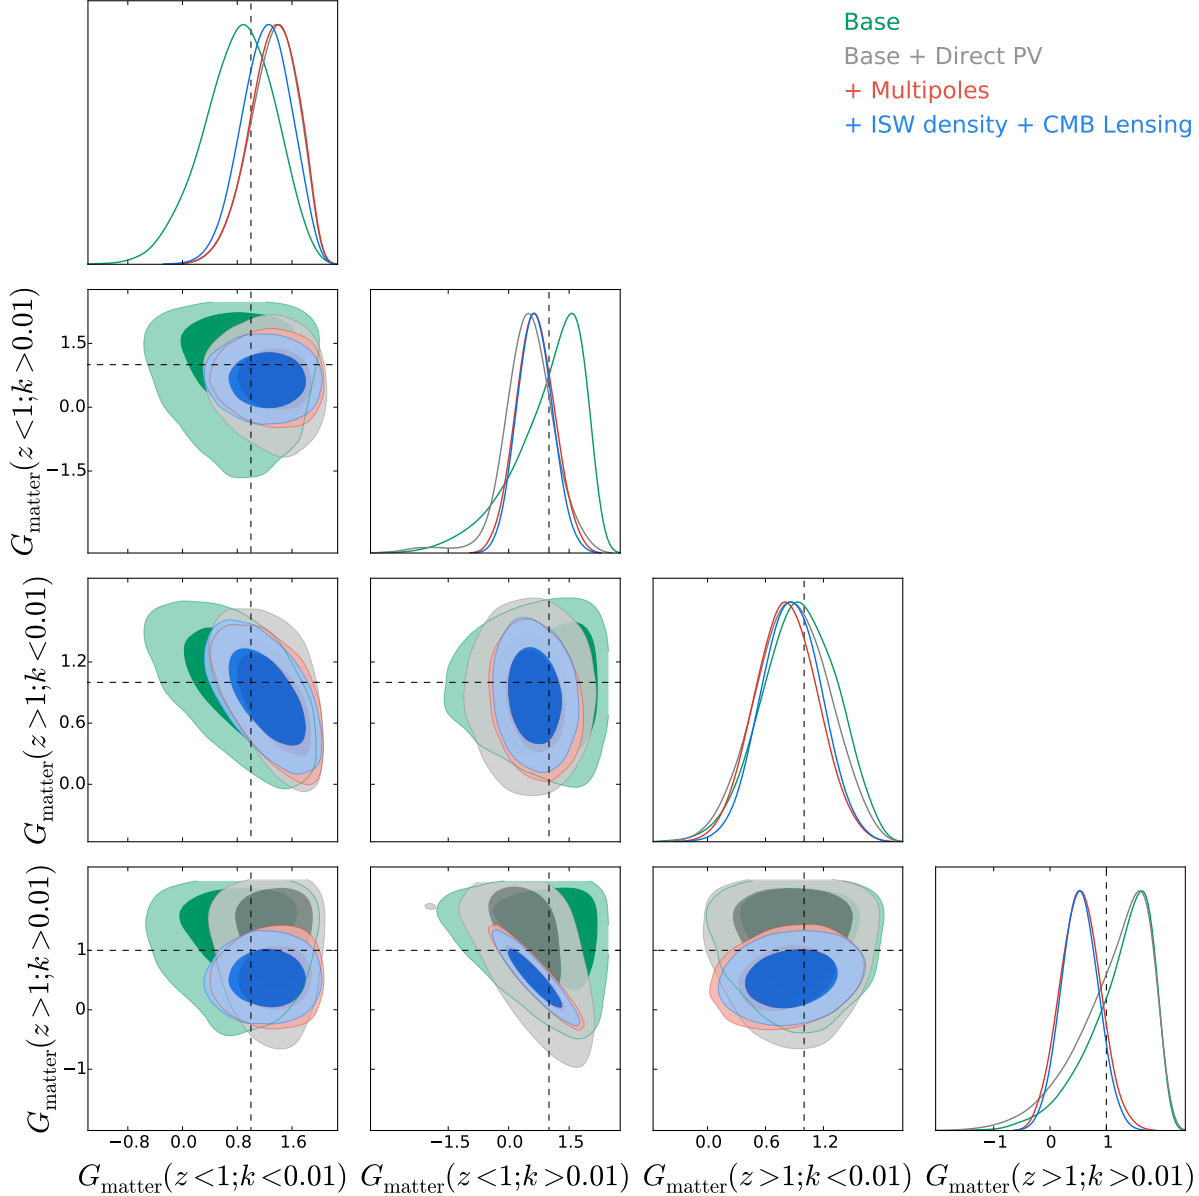 Base
Base + Direct PV
+ Multipoles
+ ISW density + CMB Lensing
G_matter(z<1;k>0.01)
1.5
0.0
−1.5
G_matter(z>1;k<0.01)
1.2
0.6
0.0
G_matter(z>1;k>0.01)
1
0
−1
−0.8 0.0 0.8 1.6
−1.5 0.0 1.5
0.0 0.6 1.2
−1 0 1
G_matter(z<1;k<0.01)
G_matter(z<1;k>0.01)
G_matter(z>1;k<0.01)
G_matter(z>1;k>0.01)